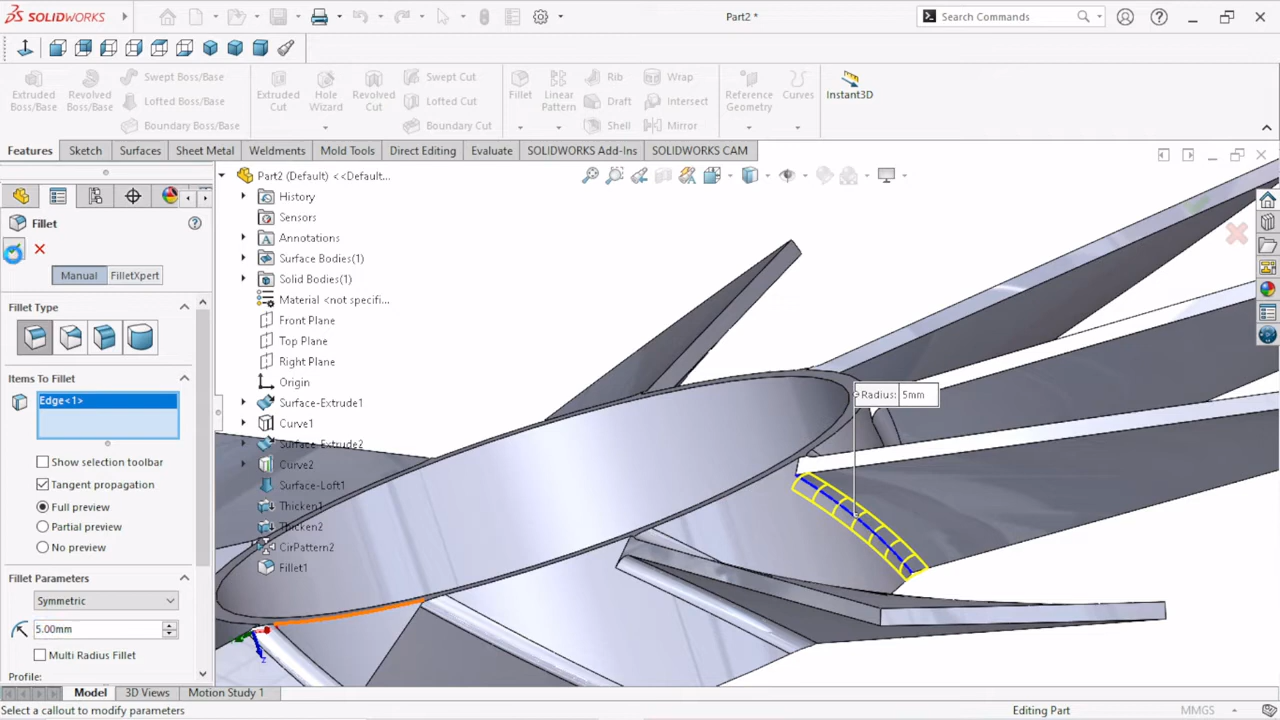 SOLIDWORKS
Part2 *
Search Commands
Extruded Boss/Base
Revolved Boss/Base
Swept Boss/Base
Lofted Boss/Base
Boundary Boss/Base
Extruded Cut
Hole Wizard
Revolved Cut
Swept Cut
Lofted Cut
Boundary Cut
Fillet
Linear Pattern
Rib
Draft
Shell
Wrap
Intersect
Mirror
Reference Geometry
Curves
Instant3D
Features
Sketch
Surfaces
Sheet Metal
Weldments
Mold Tools
Direct Editing
Evaluate
SOLIDWORKS Add-Ins
SOLIDWORKS CAM
Fillet
Manual
FilletXpert
Fillet Type
Items To Fillet
Edge<1>
Show selection toolbar
Tangent propagation
Full preview
Partial preview
No preview
Fillet Parameters
Symmetric
5.00mm
Multi Radius Fillet
Profile:
Part2 (Default) <<Default...
History
Sensors
Annotations
Surface Bodies(1)
Solid Bodies(1)
Material <not specifi...
Front Plane
Top Plane
Right Plane
Origin
Surface-Extrude1
Curve1
Surface-Extrude2
Curve2
Surface-Loft1
Thicken1
Thicken2
CirPattern2
Fillet1
Radius: 5mm
Z
Model
3D Views
Motion Study 1
Select a callout to modify parameters
Editing Part
MMGS